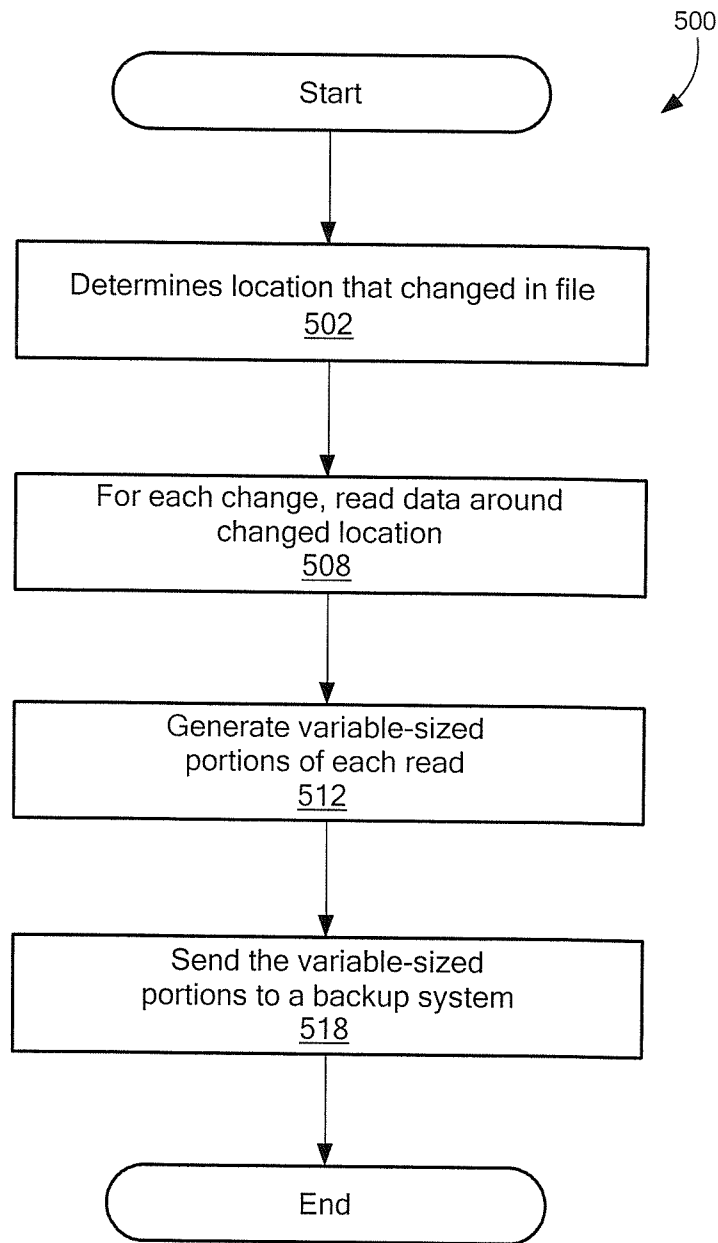 500
Start
Determines location that changed in file
502
For each change, read data around
changed location
508
Generate variable-sized
portions of each read
512
Send the variable-sized
portions to a backup system
518
End